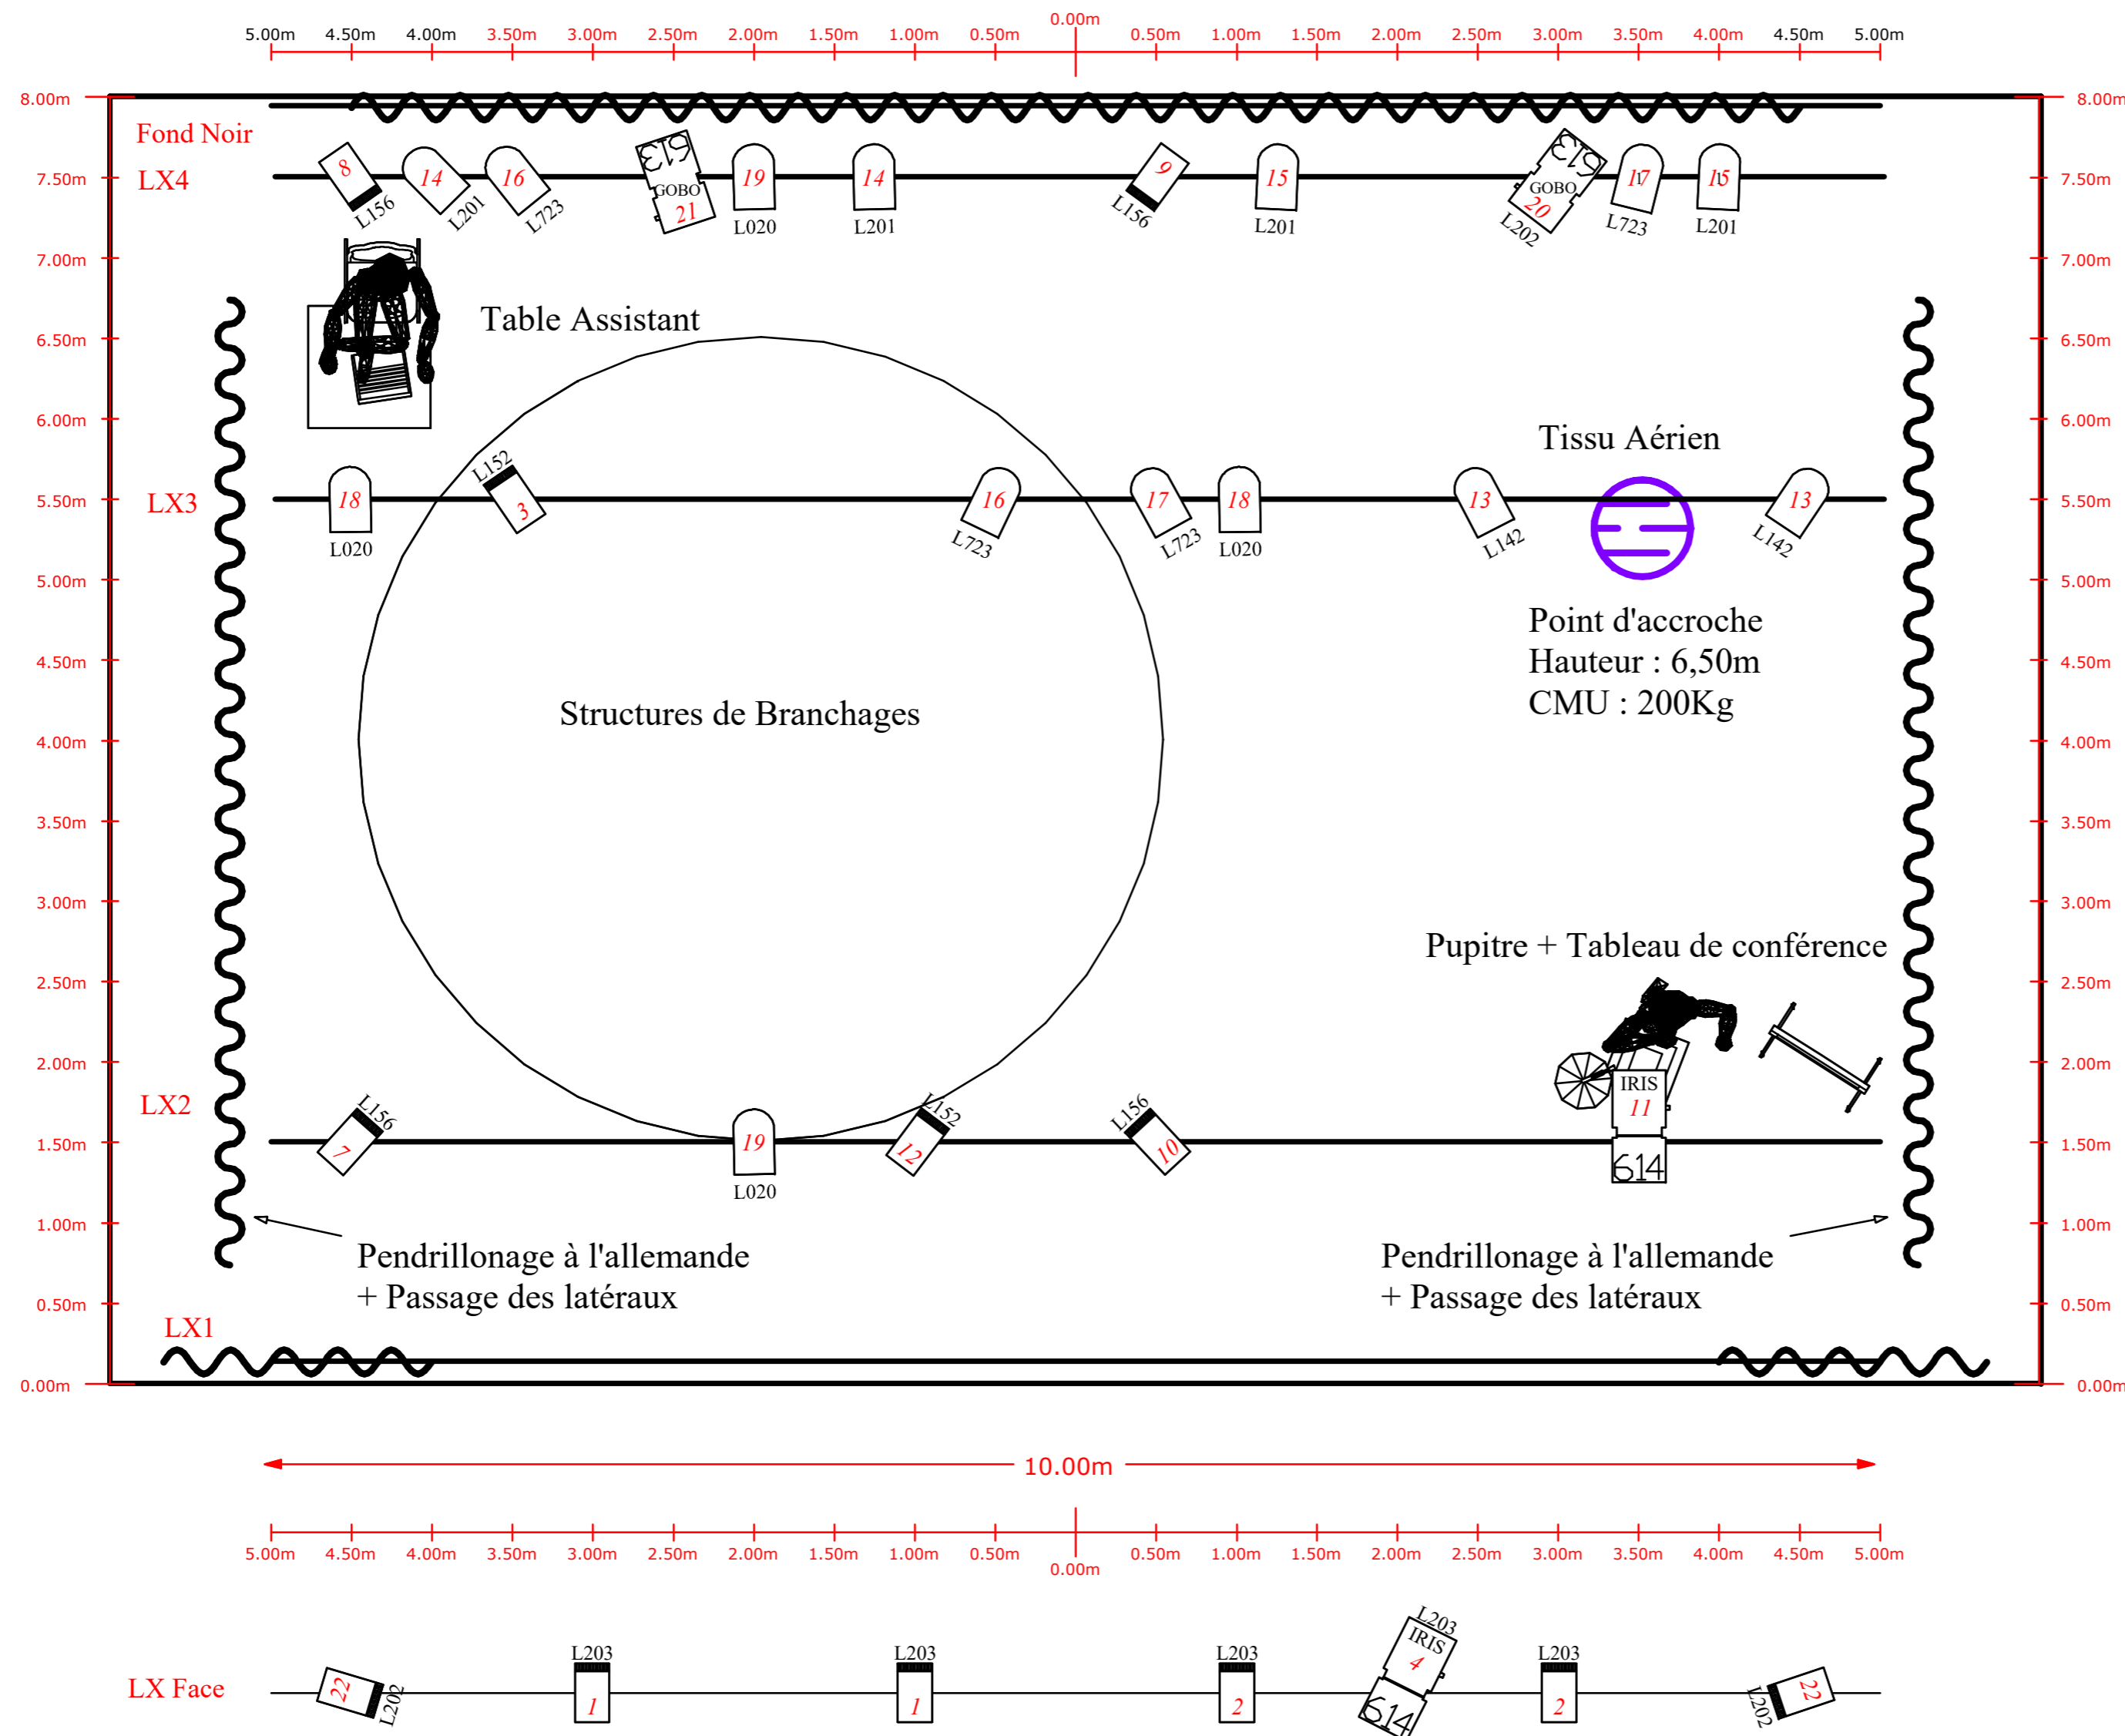 0.00m
5.00m 4.50m 4.00m 3.50m 3.00m 2.50m 2.00m 1.50m 1.00m 0.50m 0.50m 1.00m 1.50m 2.00m 2.50m 3.00m 3.50m 4.00m 4.50m 5.00m
8.00m 8.00m
Fond Noir
613 613
LX4
8 14 16 GOBO 21 19 14 9 15 GOBO 20 17 15
7.50m 7.50m
L156 L201 L723 L020 L201 L156 L201 L202 L723 L201
7.00m 7.00m
Table Assistant
6.50m 6.50m
6.00m 6.00m
Tissu Aérien
L152
LX3
5.50m 18 3 16 17 18 13 13 5.50m
L020 L723 L723 L020 L142 L142
5.00m 5.00m
Point d'accroche
Hauteur : 6,50m
CMU : 200Kg
4.50m 4.50m
Structures de Branchages
4.00m 4.00m
3.50m 3.50m
3.00m 3.00m
Pupitre + Tableau de conférence
2.50m 2.50m
2.00m 2.00m
LX2
L156 L152 L156 IRIS
1.50m 7 19 12 10 11 1.50m
614
L020
1.00m 1.00m
Pendrillonage à l'allemande
+ Passage des latéraux
Pendrillonage à l'allemande
+ Passage des latéraux
0.50m 0.50m
LX1
0.00m 0.00m
10.00m
5.00m 4.50m 4.00m 3.50m 3.00m 2.50m 2.00m 1.50m 1.00m 0.50m 0.50m 1.00m 1.50m 2.00m 2.50m 3.00m 3.50m 4.00m 4.50m 5.00m
0.00m
L203 L203 L203 L203 L203
IRIS
LX Face
22 1 1 2 4 2 22
L202 614 L202